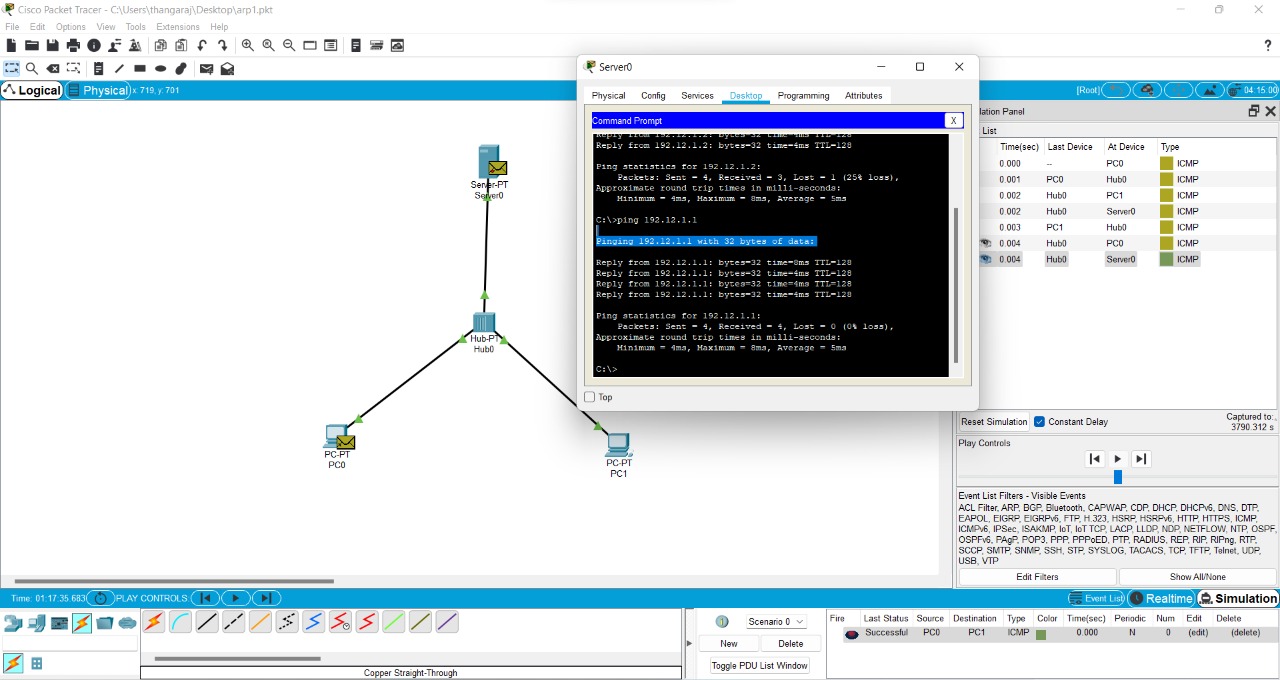 Cisco Packet Tracer - C:\Users\thangaraj\Desktop\arp1.pkt
File Edit Options View Tools Extensions Help
?
Logical Physical x: 719, y: 701
[Root] 04:15:00
Server-PT
Server0
Hub-PT
Hub0
PC-PT
PC0
PC-PT
PC1
Server0
Physical Config Services Desktop Programming Attributes
Command Prompt X
Reply from 192.12.1.2: bytes=32 time=4ms TTL=128
Reply from 192.12.1.2: bytes=32 time=4ms TTL=128
Ping statistics for 192.12.1.2:
Packets: Sent = 4, Received = 3, Lost = 1 (25% loss),
Approximate round trip times in milli-seconds:
Minimum = 4ms, Maximum = 8ms, Average = 5ms
C:\>ping 192.12.1.1
Pinging 192.12.1.1 with 32 bytes of data:
Reply from 192.12.1.1: bytes=32 time=8ms TTL=128
Reply from 192.12.1.1: bytes=32 time=4ms TTL=128
Reply from 192.12.1.1: bytes=32 time=4ms TTL=128
Reply from 192.12.1.1: bytes=32 time=4ms TTL=128
Ping statistics for 192.12.1.1:
Packets: Sent = 4, Received = 4, Lost = 0 (0% loss),
Approximate round trip times in milli-seconds:
Minimum = 4ms, Maximum = 8ms, Average = 5ms
C:\>
Top
lation Panel
List
Time(sec) Last Device At Device Type
0.000 -- PC0 ICMP
0.001 PC0 Hub0 ICMP
0.002 Hub0 PC1 ICMP
0.002 Hub0 Server0 ICMP
0.003 PC1 Hub0 ICMP
0.004 Hub0 PC0 ICMP
0.004 Hub0 Server0 ICMP
Reset Simulation Constant Delay Captured to:
3790.312 s
Play Controls
Event List Filters - Visible Events
ACL Filter, ARP, BGP, Bluetooth, CAPWAP, CDP, DHCP, DHCPv6, DNS, DTP,
EAPOL, EIGRP, EIGRPv6, FTP, H.323, HSRP, HSRPv6, HTTP, HTTPS, ICMP,
ICMPv6, IPSec, ISAKMP, IoT, IoT TCP, LACP, LLDP, NDP, NETFLOW, NTP, OSPF,
OSPFv6, PAgP, POP3, PPP, PPPoED, PTP, RADIUS, REP, RIP, RIPng, RTP,
SCCP, SMTP, SNMP, SSH, STP, SYSLOG, TACACS, TCP, TFTP, Telnet, UDP,
USB, VTP
Edit Filters Show All/None
Time: 01:17:35.683 PLAY CONTROLS: Event List Realtime Simulation
Copper Straight-Through
Scenario 0
New Delete
Toggle PDU List Window
Fire Last Status Source Destination Type Color Time(sec) Periodic Num Edit Delete
Successful PC0 PC1 ICMP 0.000 N 0 (edit) (delete)